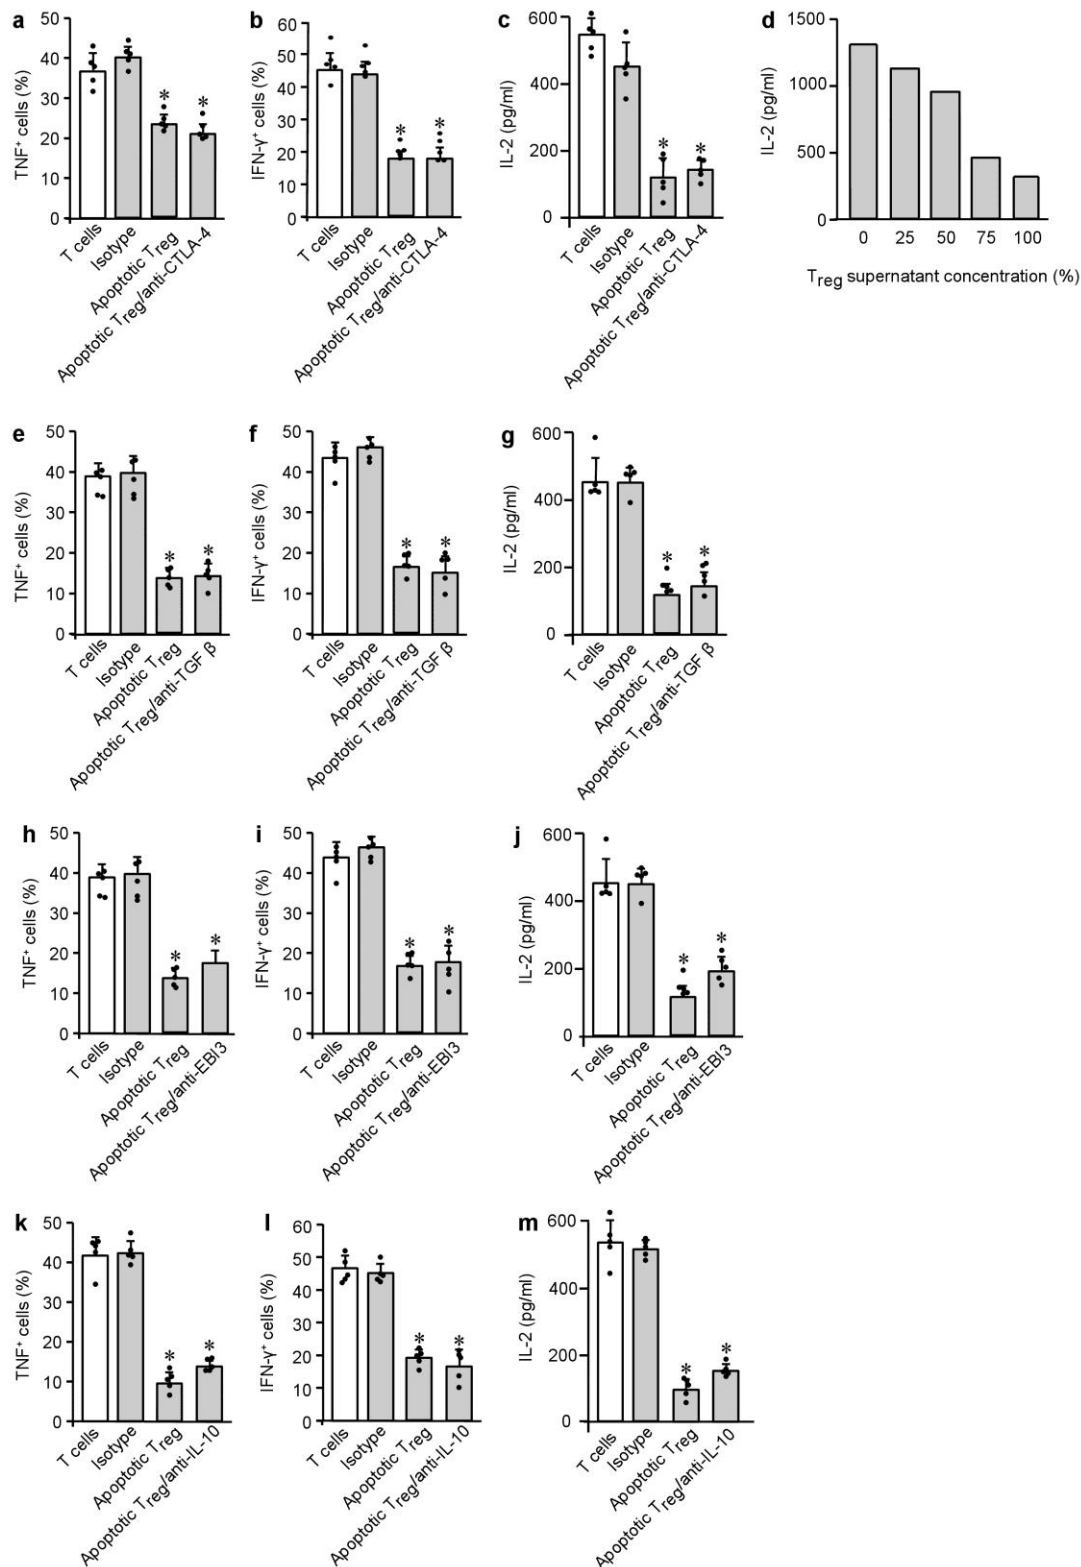 a
50
40
30
20
10
0
TNF⁺ cells (%)
*
*
T cells
Isotype
Apoptotic Treg
Apoptotic Treg/anti-CTLA-4
b
60
50
40
30
20
10
0
IFN-γ⁺ cells (%)
*
*
T cells
Isotype
Apoptotic Treg
Apoptotic Treg/anti-CTLA-4
c
600
400
200
0
IL-2 (pg/ml)
*
*
T cells
Isotype
Apoptotic Treg
Apoptotic Treg/anti-CTLA-4
d
1500
1000
500
0
IL-2 (pg/ml)
0 25 50 75 100
Treg supernatant concentration (%)
e
50
40
30
20
10
0
TNF⁺ cells (%)
*
*
T cells
Isotype
Apoptotic Treg
Apoptotic Treg/anti-TGF β
f
50
40
30
20
10
0
IFN-γ⁺ cells (%)
*
*
T cells
Isotype
Apoptotic Treg
Apoptotic Treg/anti-TGF β
g
600
400
200
0
IL-2 (pg/ml)
*
*
T cells
Isotype
Apoptotic Treg
Apoptotic Treg/anti-TGF β
h
50
40
30
20
10
0
TNF⁺ cells (%)
*
*
T cells
Isotype
Apoptotic Treg
Apoptotic Treg/anti-EBI3
i
50
40
30
20
10
0
IFN-γ⁺ cells (%)
*
*
T cells
Isotype
Apoptotic Treg
Apoptotic Treg/anti-EBI3
j
600
400
200
0
IL-2 (pg/ml)
*
*
T cells
Isotype
Apoptotic Treg
Apoptotic Treg/anti-EBI3
k
50
40
30
20
10
0
TNF⁺ cells (%)
*
*
T cells
Isotype
Apoptotic Treg
Apoptotic Treg/anti-IL-10
l
60
50
40
30
20
10
0
IFN-γ⁺ cells (%)
*
*
T cells
Isotype
Apoptotic Treg
Apoptotic Treg/anti-IL-10
m
600
400
200
0
IL-2 (pg/ml)
*
*
T cells
Isotype
Apoptotic Treg
Apoptotic Treg/anti-IL-10